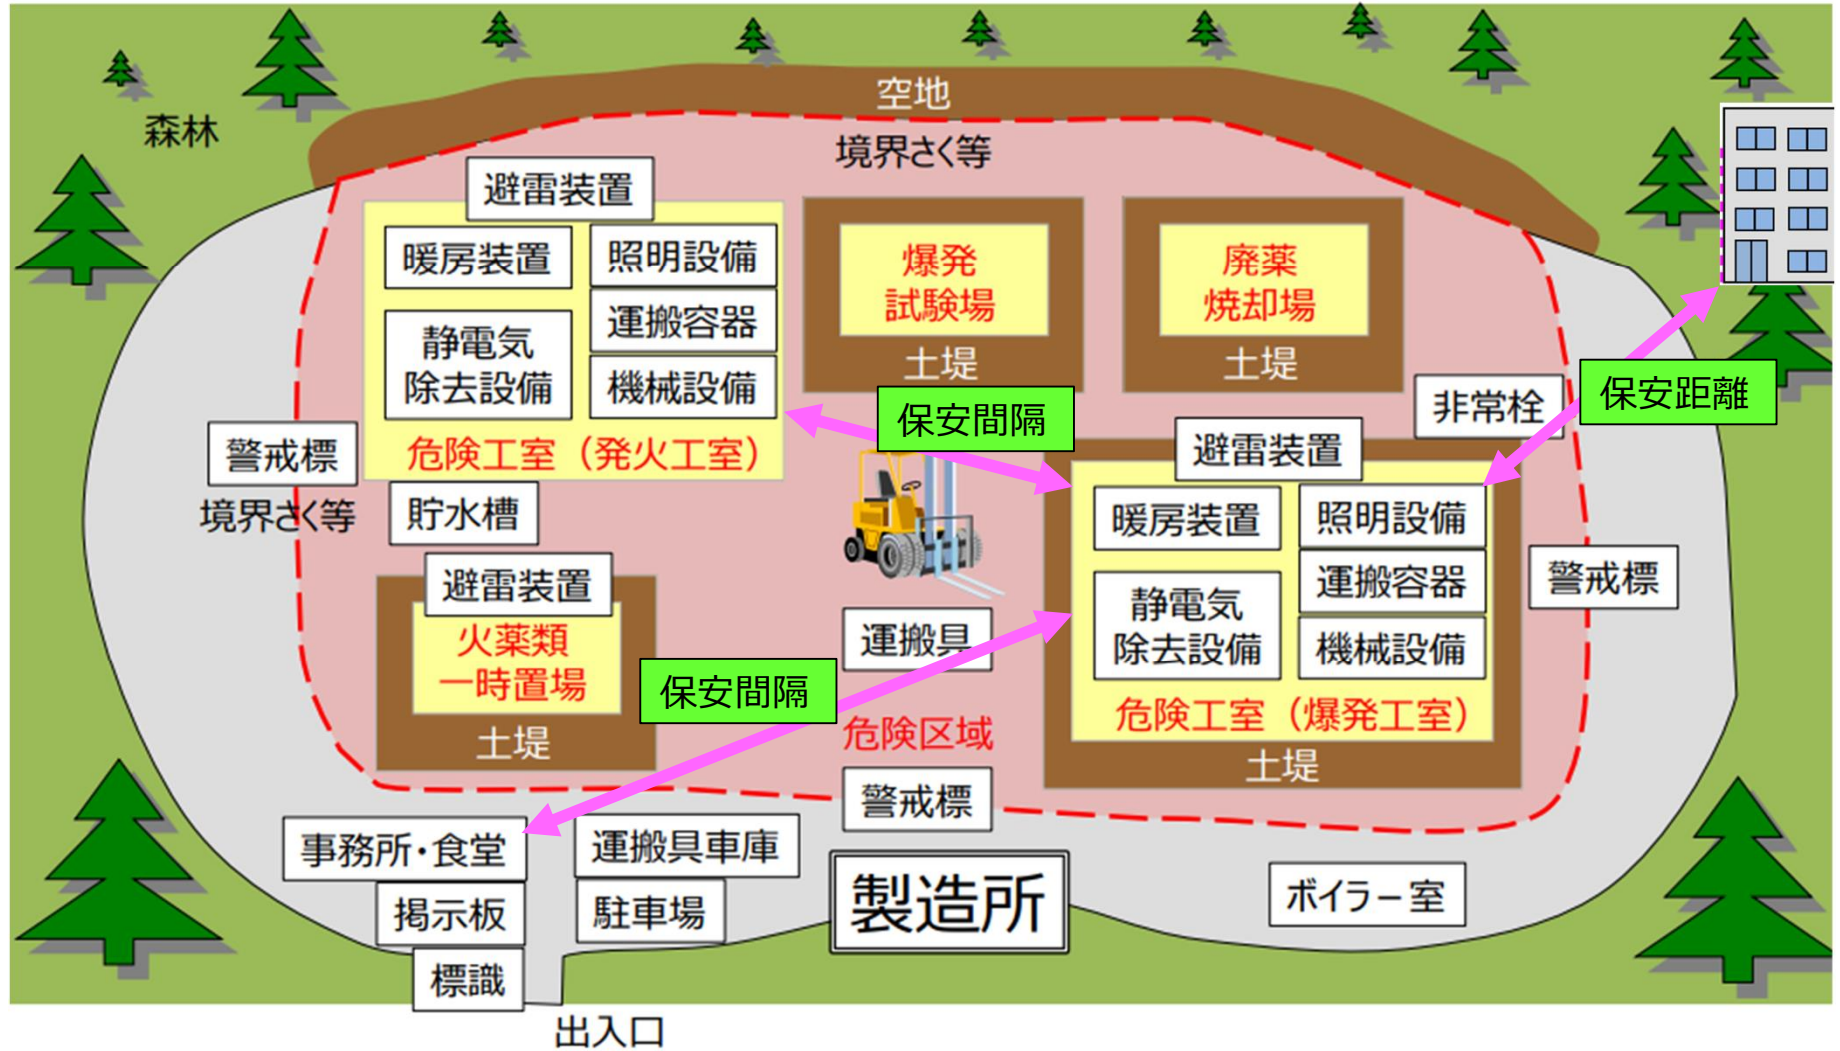 空地
森林
境界さく等
避雷装置
暖房装置
照明設備
静電気
除去設備
運搬容器
機械設備
危険工室（発火工室）
爆発
試験場
土堤
廃薬
焼却場
土堤
保安距離
非常栓
保安間隔
警戒標
境界さく等
貯水槽
避雷装置
暖房装置
照明設備
静電気
除去設備
運搬容器
機械設備
危険工室（爆発工室）
土堤
警戒標
避雷装置
火薬類
一時置場
土堤
保安間隔
運搬具
危険区域
警戒標
事務所・食堂
掲示板
標識
運搬具車庫
駐車場
製造所
ボイラー室
出入口